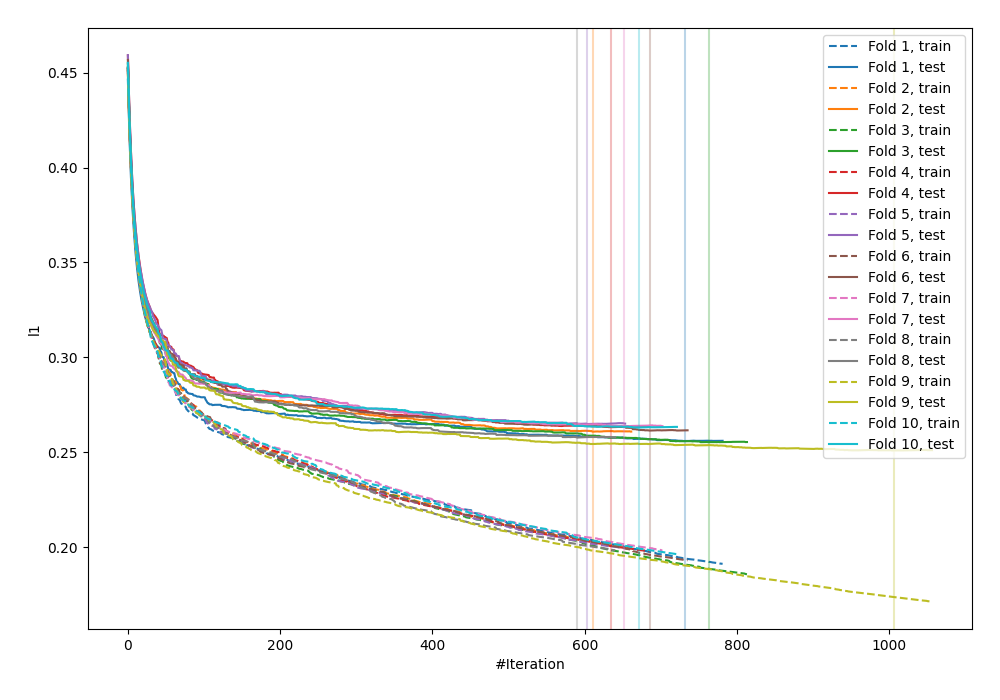 0.45
0.40
0.35
0.30
0.25
0.20
l1
0
200
400
600
800
1000
#Iteration
Fold 1, train
Fold 1, test
Fold 2, train
Fold 2, test
Fold 3, train
Fold 3, test
Fold 4, train
Fold 4, test
Fold 5, train
Fold 5, test
Fold 6, train
Fold 6, test
Fold 7, train
Fold 7, test
Fold 8, train
Fold 8, test
Fold 9, train
Fold 9, test
Fold 10, train
Fold 10, test